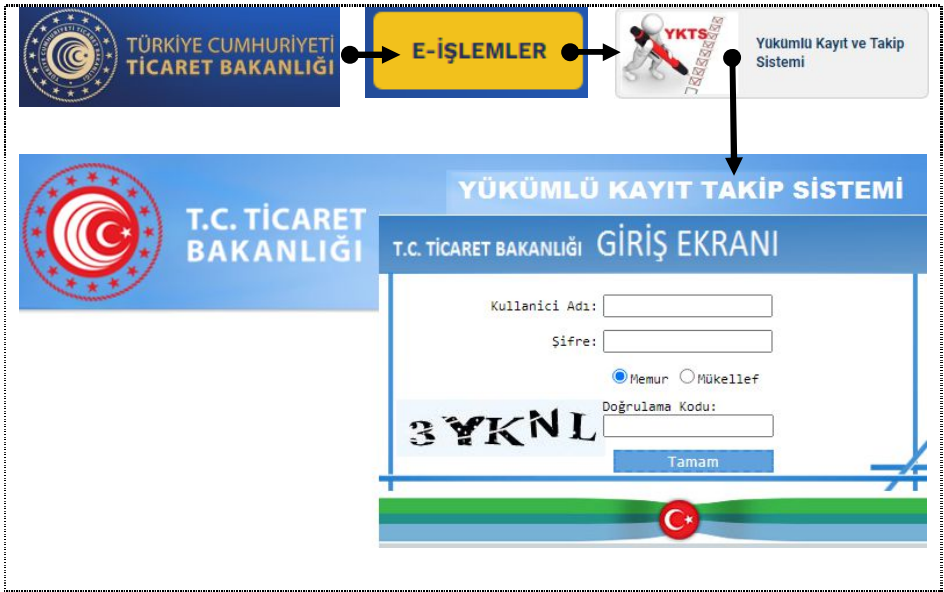 TÜRKİYE CUMHURİYETİ
TİCARET BAKANLIĞI
E-İŞLEMLER
YKTS
Yükümlü Kayıt ve Takip
Sistemi
T.C. TİCARET
BAKANLIĞI
YÜKÜMLÜ KAYIT TAKİP SİSTEMİ
T.C. TİCARET BAKANLIĞI GİRİŞ EKRANI
Kullanici Adı:
Şifre:
Memur Mükellef
Doğrulama Kodu:
3YKNL
Tamam